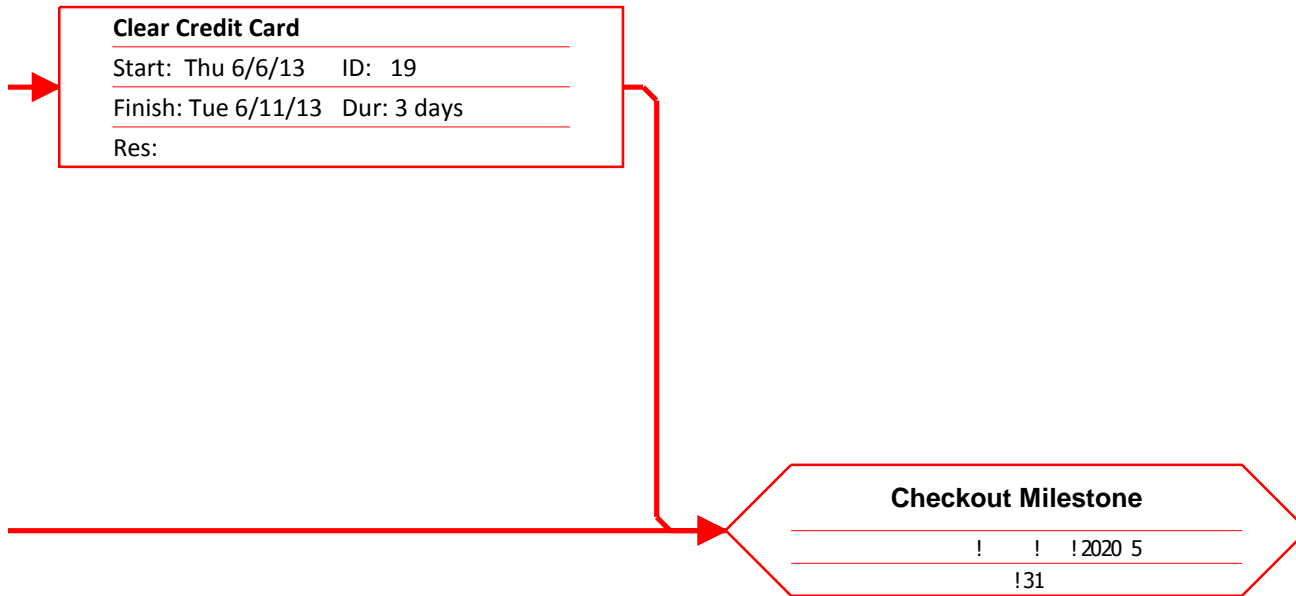 Clear Credit Card
Start: Thu 6/6/13 ID: 19
Finish: Tue 6/11/13 Dur: 3 days
Res:
Checkout Milestone
! ! !2020 5
!31